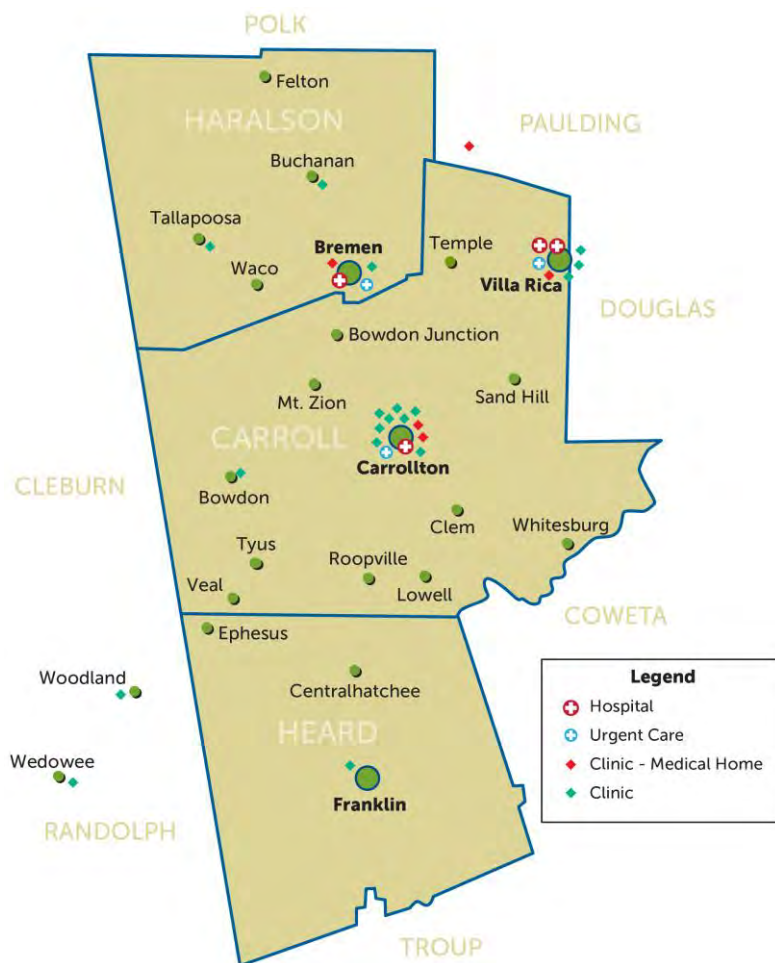 POLK
Felton
HARALSON
PAULDING
Buchanan
Tallapoosa
Bremen
Temple
Waco
Villa Rica
DOUGLAS
Bowdon Junction
Mt. Zion
Sand Hill
CARROLL
Carrollton
CLEBURN
Bowdon
Clem
Whitesburg
Tyus
Roopville
Veal
Lowell
COWETA
Ephesus
Woodland
Centralhatchee
Legend
Hospital
Urgent Care
Clinic - Medical Home
Clinic
HEARD
Wedowee
Franklin
RANDOLPH
TROUP